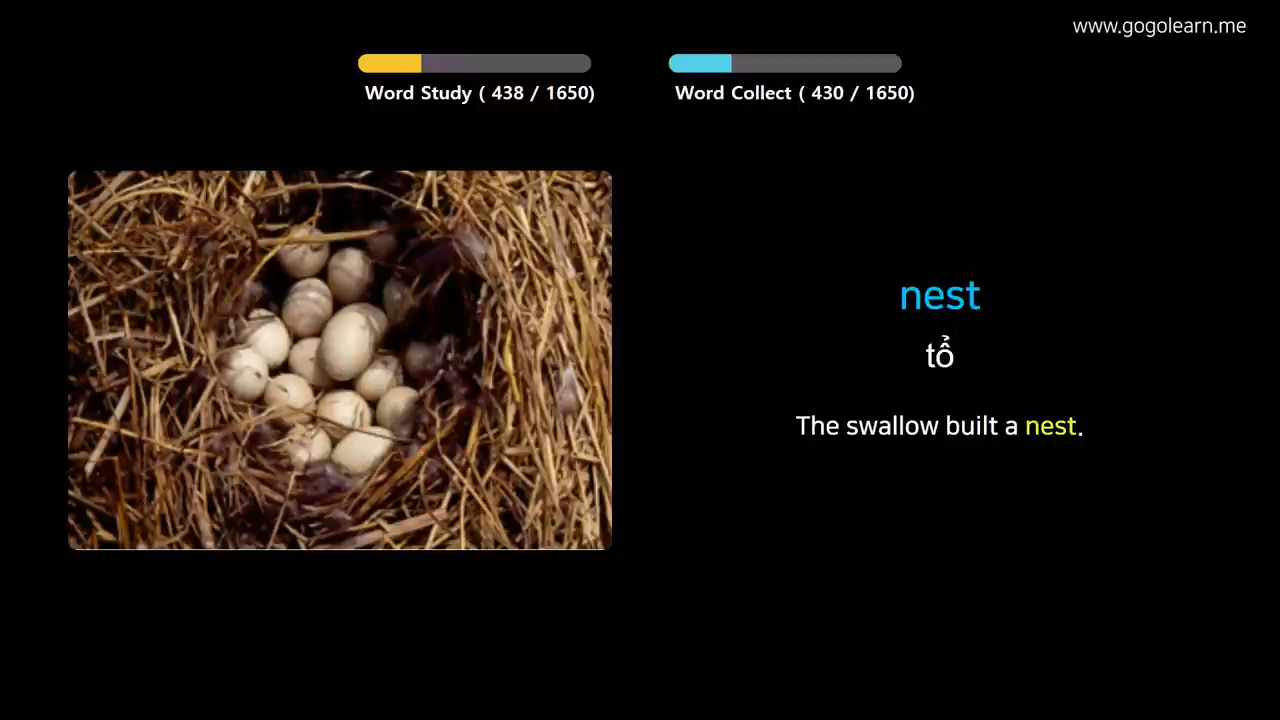 www.gogolearn.me
Word Study ( 438 / 1650)
Word Collect ( 430 / 1650)
nest
tổ
The swallow built a nest.